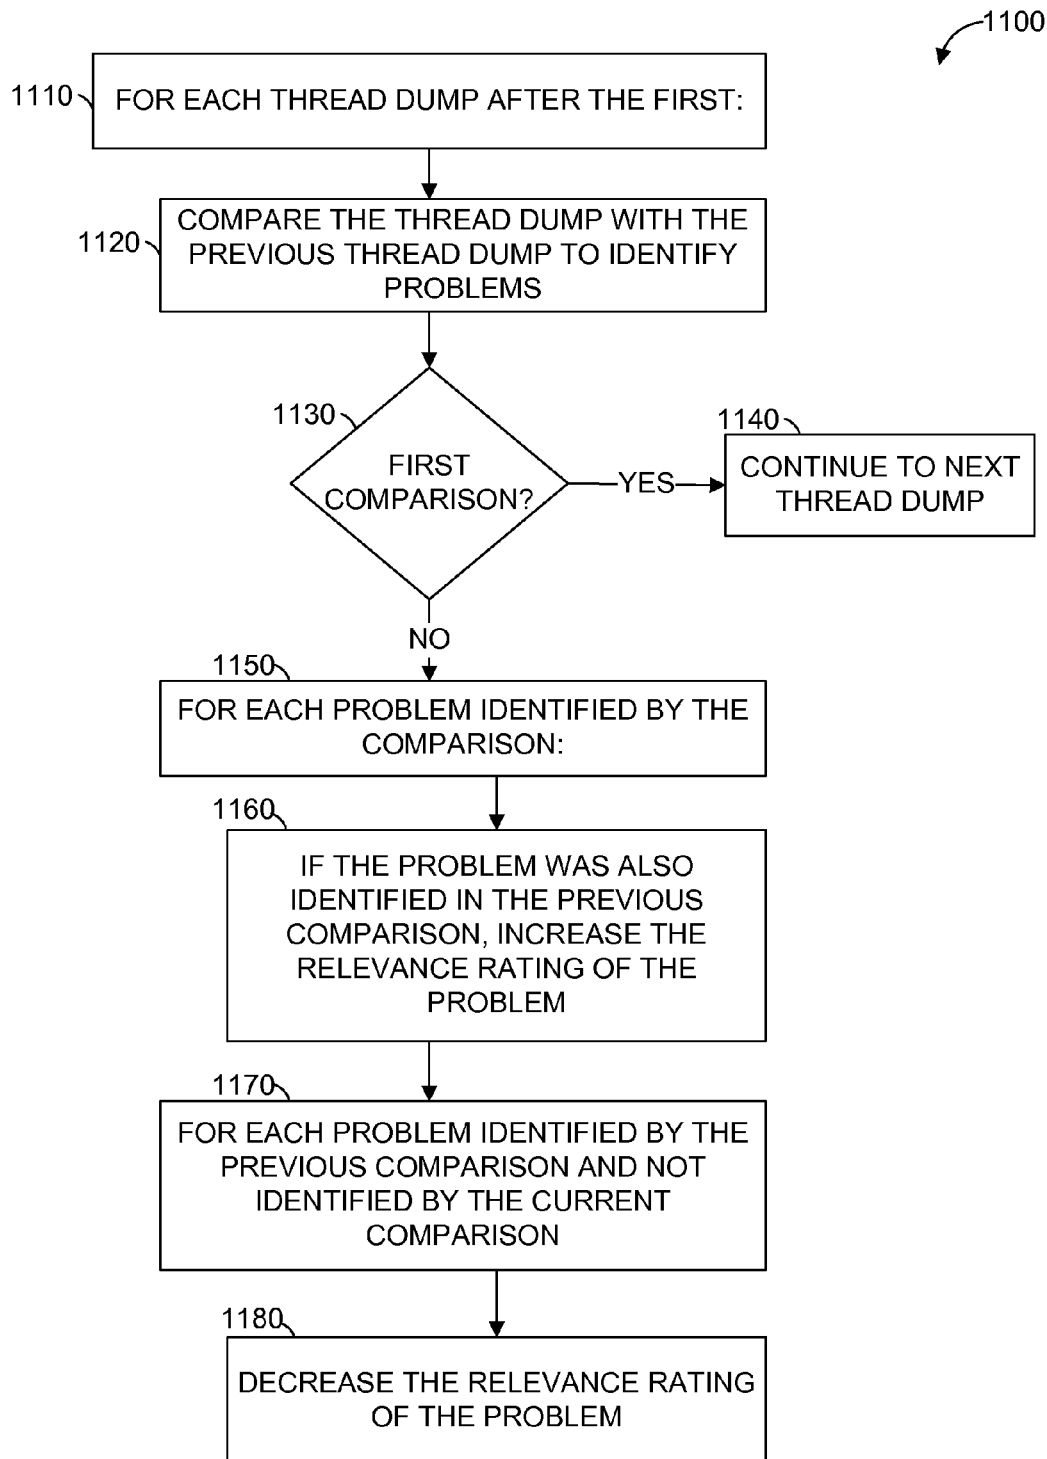 1100
1110
FOR EACH THREAD DUMP AFTER THE FIRST:
1120
COMPARE THE THREAD DUMP WITH THE
PREVIOUS THREAD DUMP TO IDENTIFY
PROBLEMS
1130
FIRST
COMPARISON?
YES
1140
CONTINUE TO NEXT
THREAD DUMP
NO
1150
FOR EACH PROBLEM IDENTIFIED BY THE
COMPARISON:
1160
IF THE PROBLEM WAS ALSO
IDENTIFIED IN THE PREVIOUS
COMPARISON, INCREASE THE
RELEVANCE RATING OF THE
PROBLEM
1170
FOR EACH PROBLEM IDENTIFIED BY THE
PREVIOUS COMPARISON AND NOT
IDENTIFIED BY THE CURRENT
COMPARISON
1180
DECREASE THE RELEVANCE RATING
OF THE PROBLEM